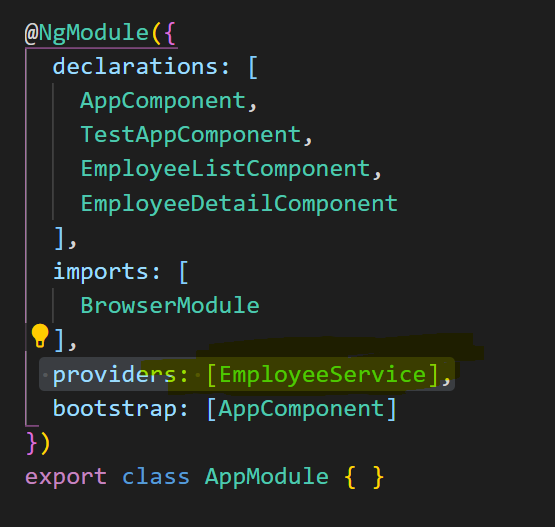 @NgModule({
declarations: [
AppComponent,
TestAppComponent,
EmployeeListComponent,
EmployeeDetailComponent
],
imports: [
BrowserModule
],
providers: [EmployeeService],
bootstrap: [AppComponent]
})
export class AppModule { }